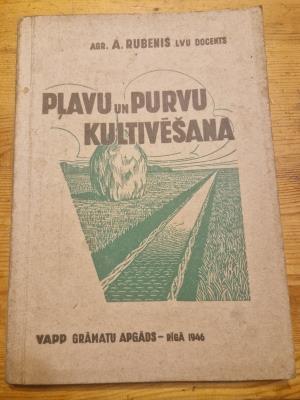 AGR. A. RUBENIS LVU DOCENTS
PĻAVU UN PURVU
KULTIVĒŠANA
VAPP GRĀMATU APGĀDS – RĪGĀ 1946